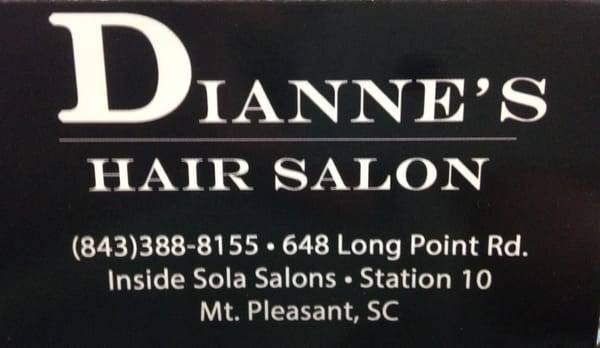 DIANNE'S
HAIR SALON
(843)388-8155 • 648 Long Point Rd.
Inside Sola Salons • Station 10
Mt. Pleasant, SC